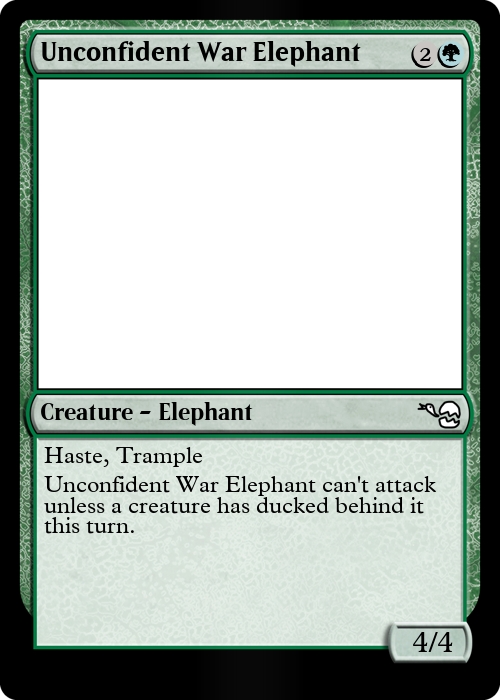 Unconfident War Elephant 2
Creature – Elephant
Haste, Trample
Unconfident War Elephant can't attack
unless a creature has ducked behind it
this turn.
4/4